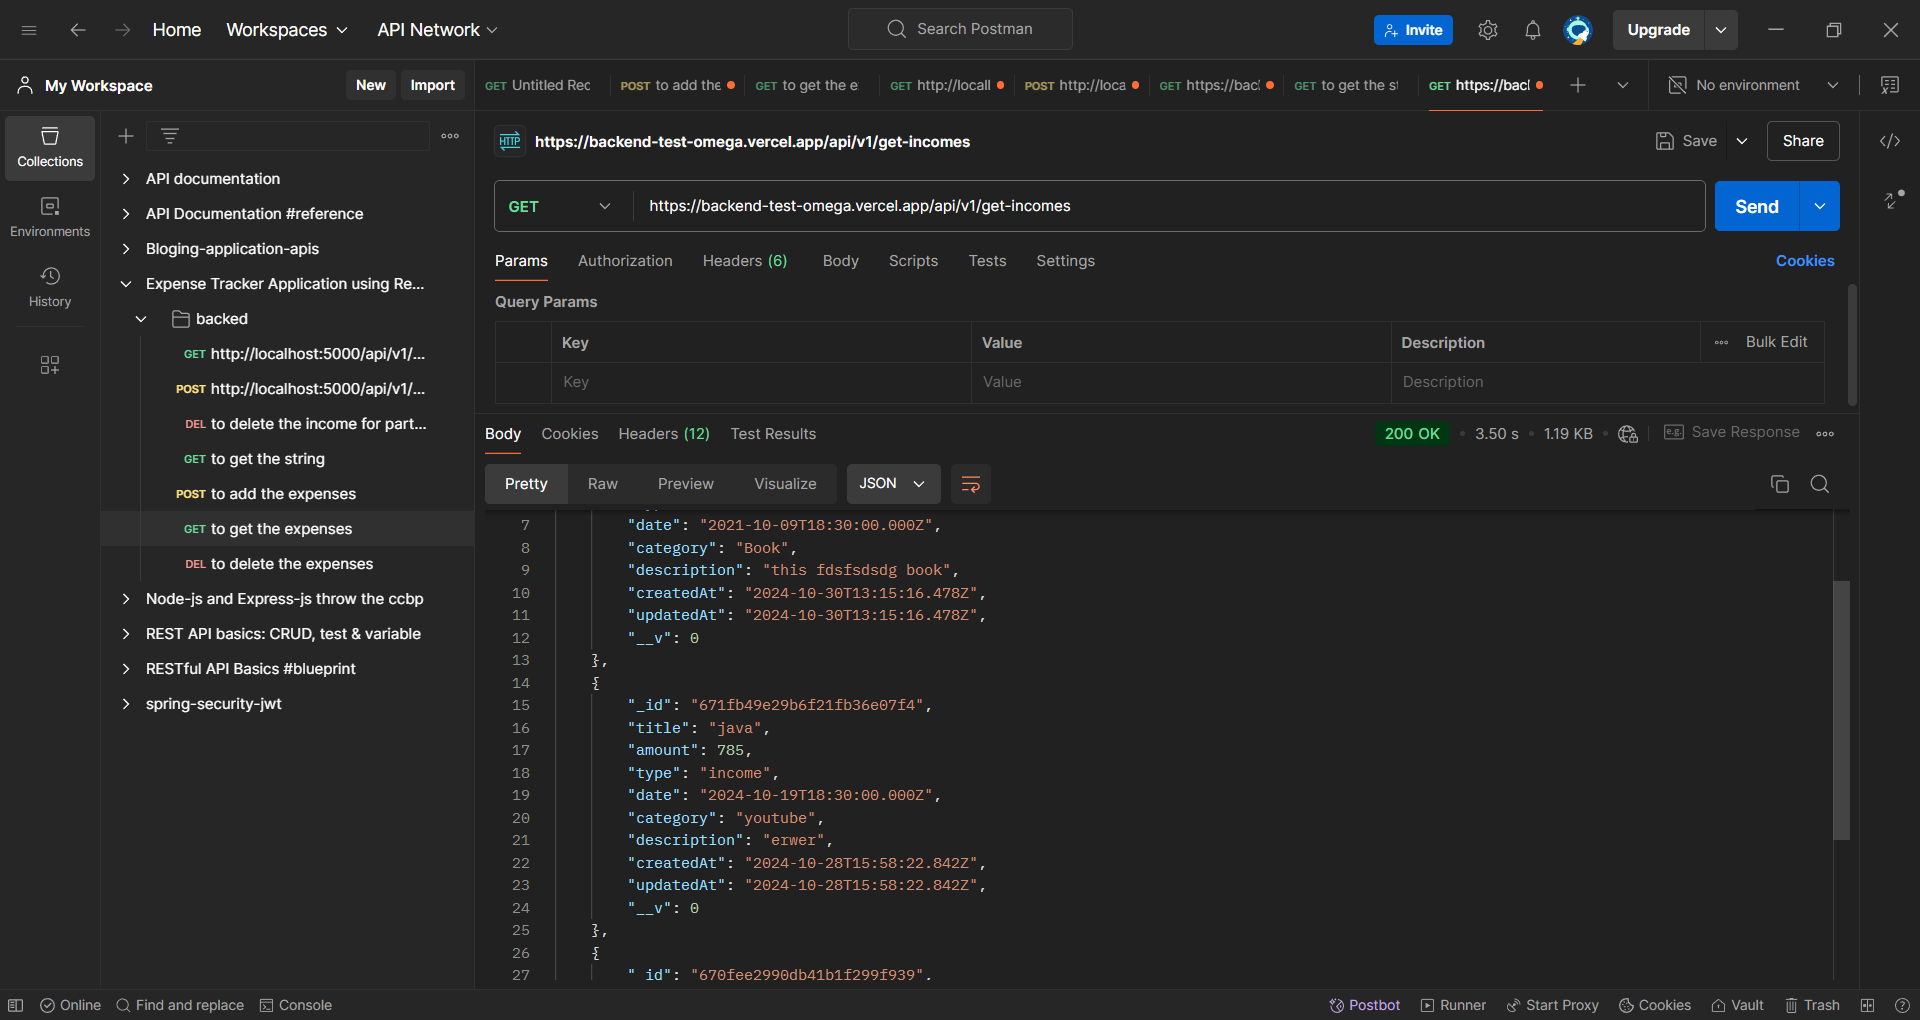 Home Workspaces API Network Search Postman Invite Upgrade
My Workspace New Import GET Untitled Rec POST to add the GET to get the e GET http://locall POST http://loca GET https://bac GET to get the s GET https://bac No environment
Collections
Environments
History
API documentation
API Documentation #reference
Bloging-application-apis
Expense Tracker Application using Re...
backed
GET http://localhost:5000/api/v1/...
POST http://localhost:5000/api/v1/...
DEL to delete the income for part...
GET to get the string
POST to add the expenses
GET to get the expenses
DEL to delete the expenses
Node-js and Express-js throw the ccbp
REST API basics: CRUD, test & variable
RESTful API Basics #blueprint
spring-security-jwt
HTTP https://backend-test-omega.vercel.app/api/v1/get-incomes Save Share
GET https://backend-test-omega.vercel.app/api/v1/get-incomes Send
Params Authorization Headers (6) Body Scripts Tests Settings Cookies
Query Params
Key Value Description Bulk Edit
Key Value Description
Body Cookies Headers (12) Test Results 200 OK 3.50 s 1.19 KB e.g. Save Response
Pretty Raw Preview Visualize JSON
7 "date": "2021-10-09T18:30:00.000Z",
8 "category": "Book",
9 "description": "this fdsfsdsdg book",
10 "createdAt": "2024-10-30T13:15:16.478Z",
11 "updatedAt": "2024-10-30T13:15:16.478Z",
12 "__v": 0
13 },
14 {
15 "_id": "671fb49e29b6f21fb36e07f4",
16 "title": "java",
17 "amount": 785,
18 "type": "income",
19 "date": "2024-10-19T18:30:00.000Z",
20 "category": "youtube",
21 "description": "erwer",
22 "createdAt": "2024-10-28T15:58:22.842Z",
23 "updatedAt": "2024-10-28T15:58:22.842Z",
24 "__v": 0
25 },
26 {
27 "_id": "670fee2990db41b1f299f939",
Online Find and replace Console Postbot Runner Start Proxy Cookies Vault Trash